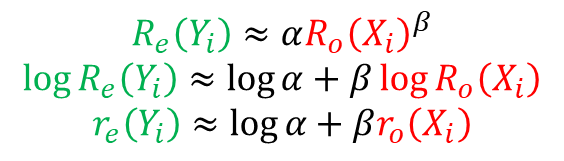 R_e(Y_i) ≈ αR_o(X_i)^β
log R_e(Y_i) ≈ log α + β log R_o(X_i)
r_e(Y_i) ≈ log α + βr_o(X_i)